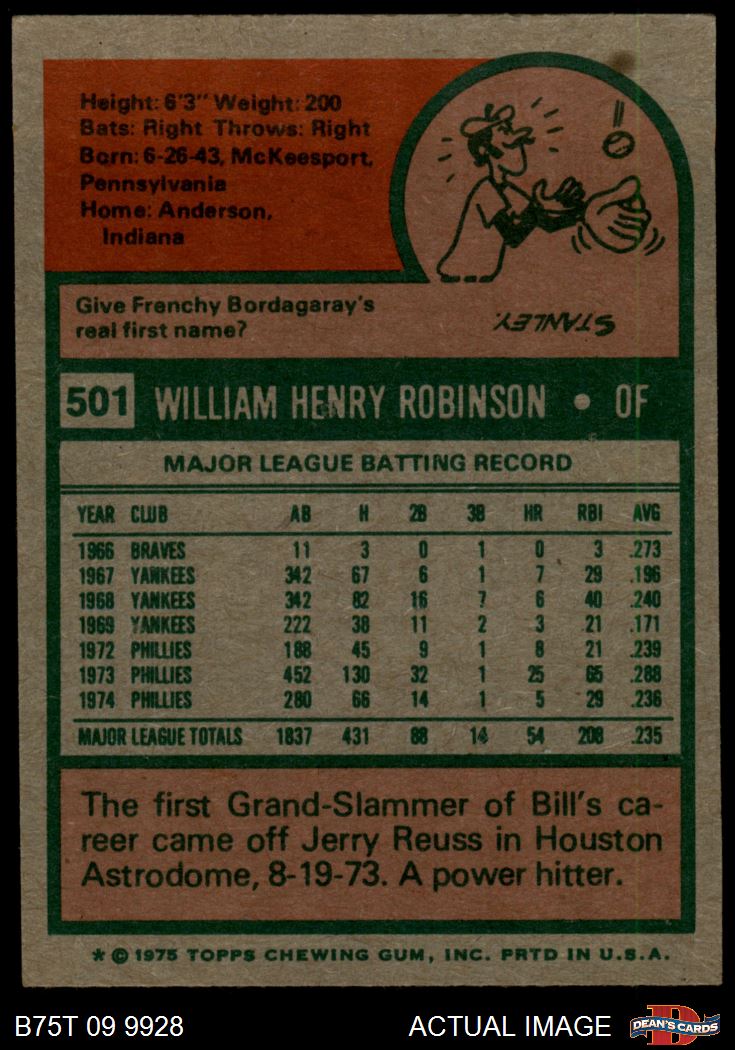 Height: 6'3" Weight: 200
Bats: Right Throws: Right
Born: 6-26-43, McKeesport,
Pennsylvania
Home: Anderson,
Indiana
Give Frenchy Bordagaray's
real first name?
STANLEY.
501 WILLIAM HENRY ROBINSON • OF
MAJOR LEAGUE BATTING RECORD
YEAR CLUB AB H 2B 3B HR RBI AVG
1966 BRAVES 11 3 0 1 0 3 .273
1967 YANKEES 342 67 6 1 7 29 .196
1968 YANKEES 342 82 16 7 6 40 .240
1969 YANKEES 222 38 11 2 3 21 .171
1972 PHILLIES 188 45 9 1 8 21 .239
1973 PHILLIES 452 130 32 1 25 65 .288
1974 PHILLIES 280 66 14 1 5 29 .236
MAJOR LEAGUE TOTALS 1837 431 88 14 54 208 .235
The first Grand-Slammer of Bill's ca-
reer came off Jerry Reuss in Houston
Astrodome, 8-19-73. A power hitter.
* © 1975 TOPPS CHEWING GUM, INC. PRTD IN U.S.A.
B75T 09 9928 ACTUAL IMAGE DEAN'S CARDS